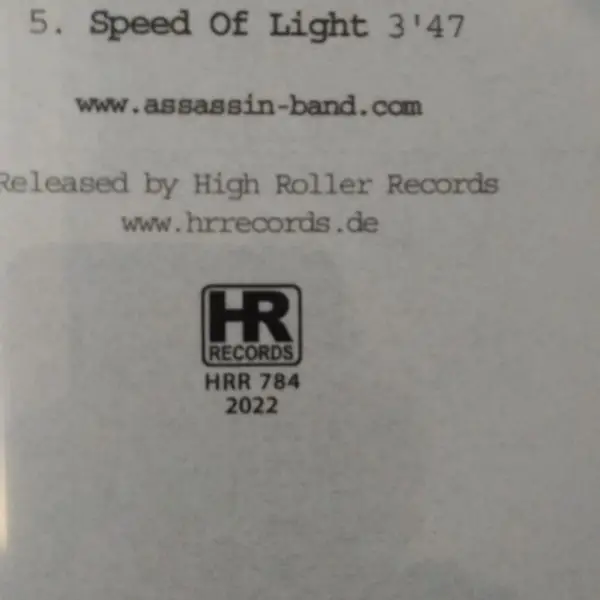 5. Speed Of Light 3'47
www.assassin-band.com
Released by High Roller Records
www.hrrecords.de
HR
RECORDS
HRR 784
2022